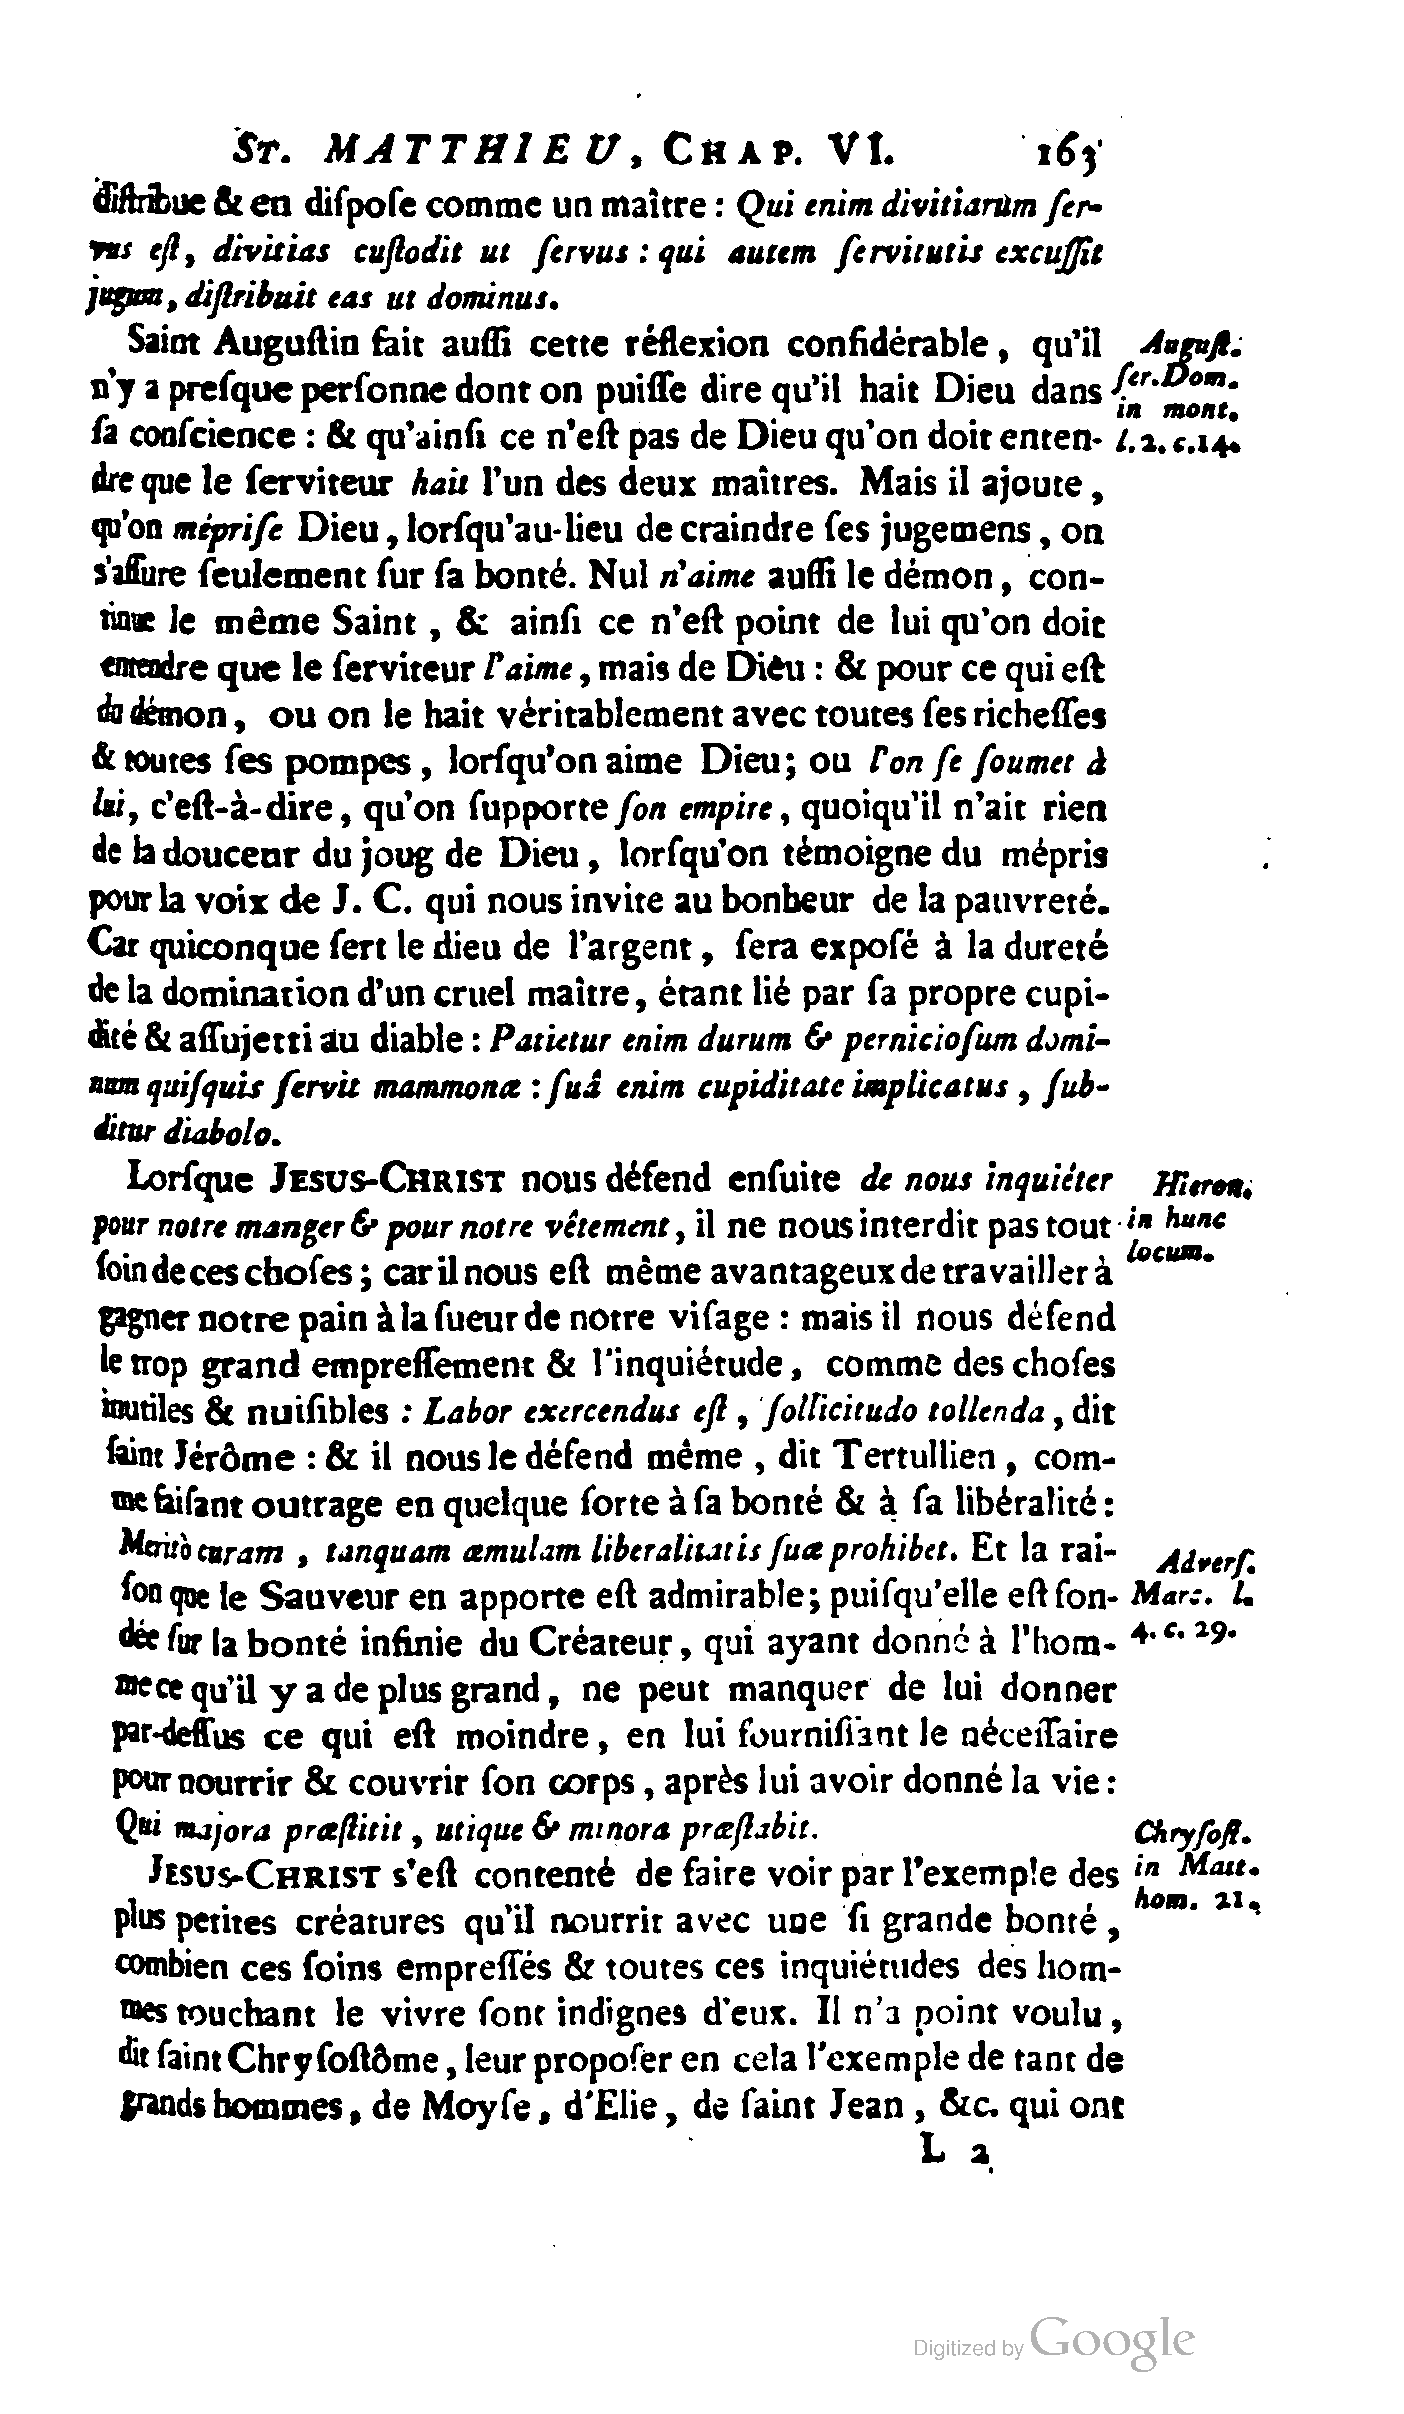 ST. MATTHIEU, CHAP. VI. 163
diſtribue & en diſpoſe comme un maître : Qui enim divitiarùm ſer-
vus eſt, divitias cuſtodit ut ſervus : qui autem ſervitutis excuſſit
jugum, diſtribuit eas ut dominus.
Saint Auguſtin fait auſſi cette réflexion conſidérable, qu'il
n'y a preſque perſonne dont on puiſſe dire qu'il hait Dieu dans
ſa conſcience : & qu'ainſi ce n'eſt pas de Dieu qu'on doit enten-
dre que le ſerviteur hait l'un des deux maîtres. Mais il ajoute,
qu'on mépriſe Dieu, lorſqu'au-lieu de craindre ſes jugemens, on
s'aſſure ſeulement ſur ſa bonté. Nul n'aime auſſi le démon, con-
tinue le même Saint, & ainſi ce n'eſt point de lui qu'on doit
entendre que le ſerviteur l'aime, mais de Dieu : & pour ce qui eſt
du démon, ou on le hait véritablement avec toutes ſes richeſſes
& toutes ſes pompes, lorſqu'on aime Dieu; ou l'on ſe ſoumet à
lui, c'eſt-à-dire, qu'on ſupporte ſon empire, quoiqu'il n'ait rien
de la douceur du joug de Dieu, lorſqu'on témoigne du mépris
pour la voix de J. C. qui nous invite au bonheur de la pauvreté.
Car quiconque ſert le dieu de l'argent, ſera expoſé à la dureté
de la domination d'un cruel maître, étant lié par ſa propre cupi-
dité & aſſujetti au diable : Patietur enim durum & pernicioſum domi-
num quiſquis ſervit mammonæ : ſuâ enim cupiditate implicatus, ſub-
ditur diabolo.
Auguſt.
ſer. Dom.
in mont.
l. 2. c. 14.
Lorſque JESUS-CHRIST nous défend enſuite de nous inquiéter
pour notre manger & pour notre vêtement, il ne nous interdit pas tout
ſoin de ces choſes; car il nous eſt même avantageux de travailler à
gagner notre pain à la ſueur de notre viſage : mais il nous défend
le trop grand empreſſement & l'inquiétude, comme des choſes
inutiles & nuiſibles : Labor exercendus eſt, ſollicitudo tollenda, dit
ſaint Jérôme : & il nous le défend même, dit Tertullien, com-
me faiſant outrage en quelque ſorte à ſa bonté & à ſa libéralité :
Meritò curam, tanquam æmulam liberalitatis ſuæ prohibet. Et la rai-
ſon que le Sauveur en apporte eſt admirable; puiſqu'elle eſt fon-
dée ſur la bonté infinie du Créateur, qui ayant donné à l'hom-
me ce qu'il y a de plus grand, ne peut manquer de lui donner
par-deſſus ce qui eſt moindre, en lui fourniſſant le néceſſaire
pour nourrir & couvrir ſon corps, après lui avoir donné la vie :
Qui majora præſtitit, utique & minora præſtabit.
Hieron.
in hunc
locum.
Adverſ.
Marc. l.
4. c. 29.
JESUS-CHRIST s'eſt contenté de faire voir par l'exemple des
plus petites créatures qu'il nourrit avec une ſi grande bonté,
combien ces ſoins empreſſés & toutes ces inquiétudes des hom-
mes touchant le vivre ſont indignes d'eux. Il n'a point voulu,
dit ſaint Chryſoſtôme, leur propoſer en cela l'exemple de tant de
grands hommes, de Moyſe, d'Elie, de ſaint Jean, &c. qui ont
Chryſoſt.
in Matt.
hom. 21.
L 2
Digitized by Google